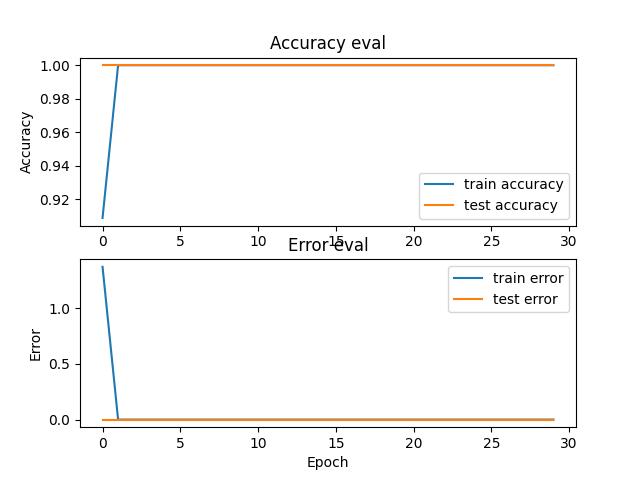 Accuracy eval
Accuracy
1.00
0.98
0.96
0.94
0.92
train accuracy
test accuracy
0 5 10 15 20 25 30
Error eval
Error
1.0
0.5
0.0
train error
test error
0 5 10 15 20 25 30
Epoch